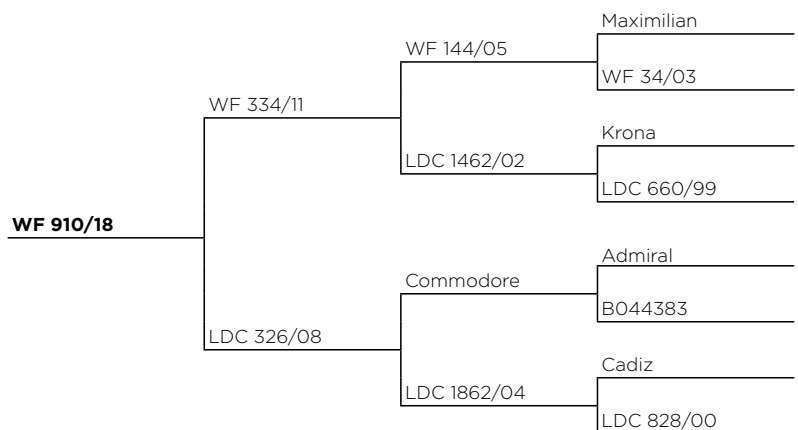 Maximilian
WF 144/05
WF 34/03
WF 334/11
Krona
LDC 1462/02
LDC 660/99
WF 910/18
Admiral
Commodore
B044383
LDC 326/08
Cadiz
LDC 1862/04
LDC 828/00